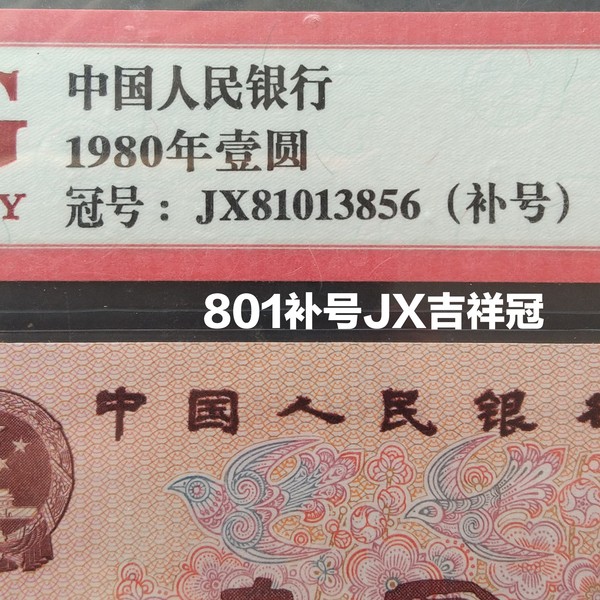 中国人民银行
1980年壹圆
G
冠号：JX81013856（补号）
Y
801补号JX吉祥冠
中国人民银